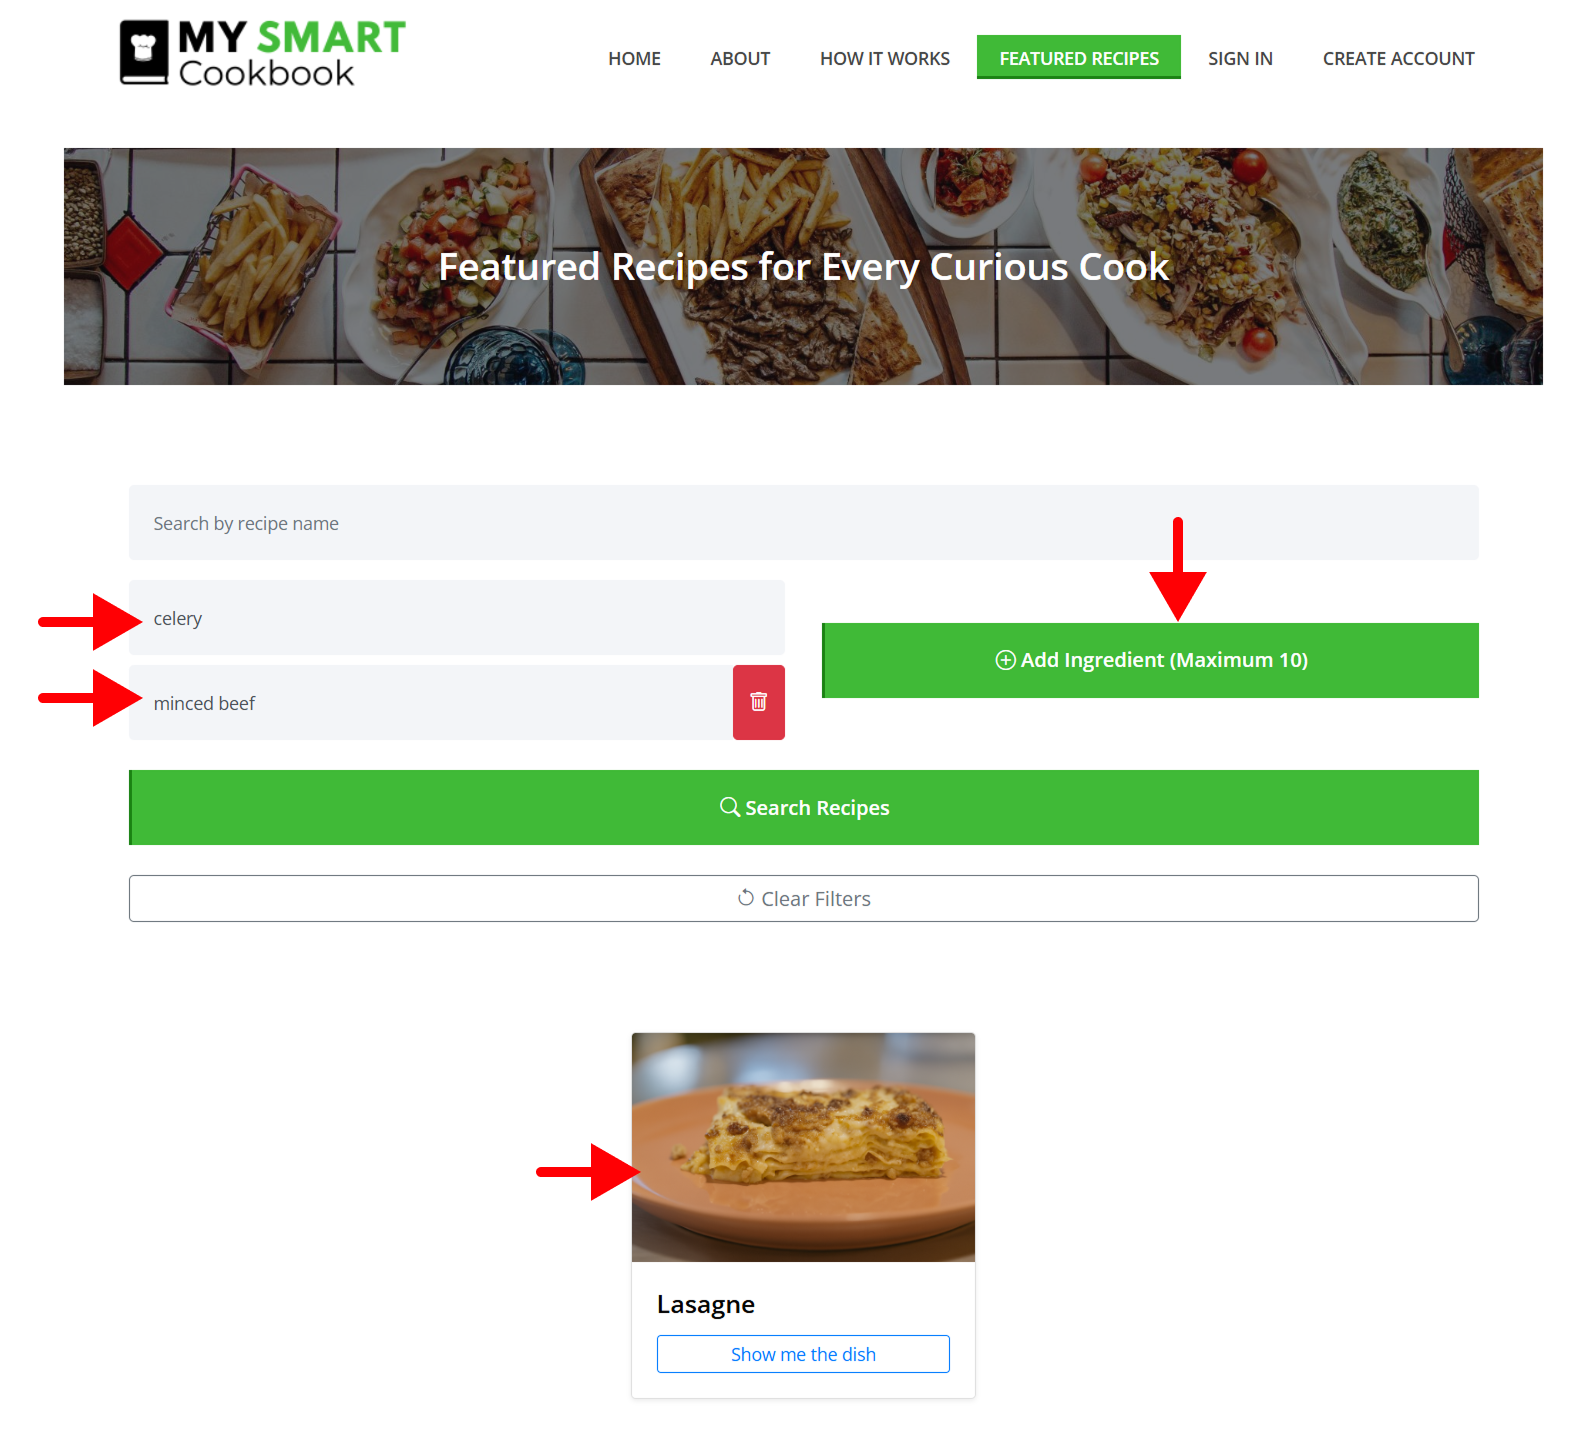 MY SMART
Cookbook
HOME
ABOUT
HOW IT WORKS
FEATURED RECIPES
SIGN IN
CREATE ACCOUNT
Featured Recipes for Every Curious Cook
Search by recipe name
celery
minced beef
Add Ingredient (Maximum 10)
Search Recipes
Clear Filters
Lasagne
Show me the dish